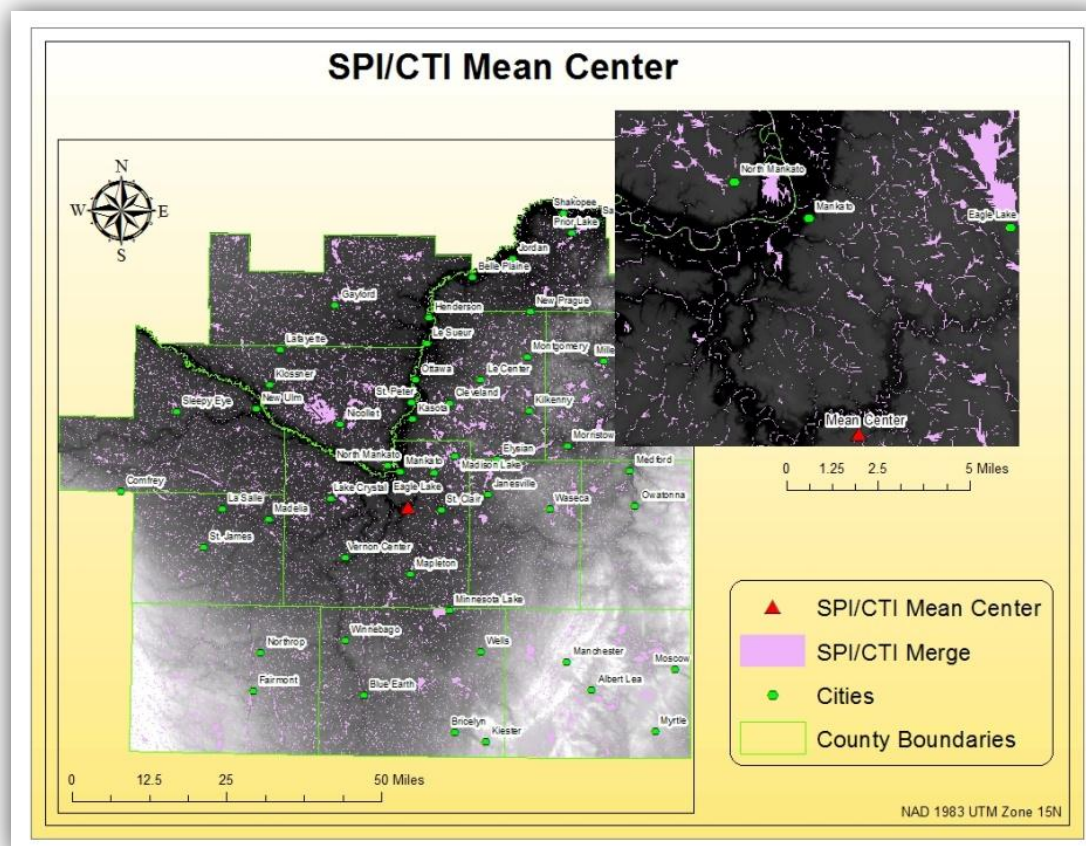 SPI/CTI Mean Center
N
W
E
S
Shakopee
Sa
Prior Lake
Jordan
Belle Plaine
Gaylord
Henderson
New Prague
Le Sueur
Lafayette
Montgomery
Mille
Ottawa
Le Center
Klossner
St. Peter
Cleveland
Sleepy Eye
New Ulm
Nicollet
Kasota
Kilkenny
Morristow
North Mankato
Mankato
Elysian
Madison Lake
Medford
Comfrey
Eagle Lake
Janesville
La Salle
Lake Crystal
St. Clair
Waseca
Owatonna
Madelia
St. James
Vernon Center
Mapleton
Minnesota Lake
Winnebago
Northrop
Wells
Manchester
Moscow
Fairmont
Blue Earth
Albert Lea
Bricelyn
Kiester
Myrtle
0 12.5 25 50 Miles
North Mankato
Mankato
Eagle Lake
Mean Center
0 1.25 2.5 5 Miles
SPI/CTI Mean Center
SPI/CTI Merge
Cities
County Boundaries
NAD 1983 UTM Zone 15N